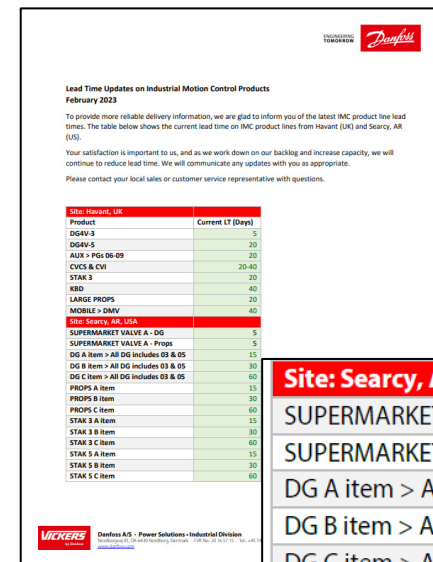 ENGINEERING
TOMORROW
Danfoss
Lead Time Updates on Industrial Motion Control Products
February 2023
To provide more reliable delivery information, we are glad to inform you of the latest IMC product line lead
times. The table below shows the current lead time on IMC product lines from Havant (UK) and Searcy, AR
(US).
Your satisfaction is important to us, and as we work down on our backlog and increase capacity, we will
continue to reduce lead time. We will communicate any updates with you as appropriate.
Please contact your local sales or customer service representative with questions.
Site: Havant, UK
Product Current LT (Days)
DG4V-3 5
DG4V-5 20
AUX > PGs 06-09 20
CVCS & CVI 20-40
STAK 3 20
KBD 40
LARGE PROPS 20
MOBILE > DMV 40
Site: Searcy, AR, USA
SUPERMARKET VALVE A - DG 5
SUPERMARKET VALVE A - Props 5
DG A item > All DG includes 03 & 05 15
DG B item > All DG includes 03 & 05 30
DG C item > All DG includes 03 & 05 60
PROPS A item 15
PROPS B item 30
PROPS C item 60
STAK 3 A item 15
STAK 3 B item 30
STAK 3 C item 60
STAK 5 A item 15
STAK 5 B item 30
STAK 5 C item 60
Site: Searcy, A
SUPERMARKET
SUPERMARKET
DG A item > A
DG B item > A
DG C item > A
VICKERS
by Danfoss
Danfoss A/S - Power Solutions • Industrial Division
www.danfoss.com